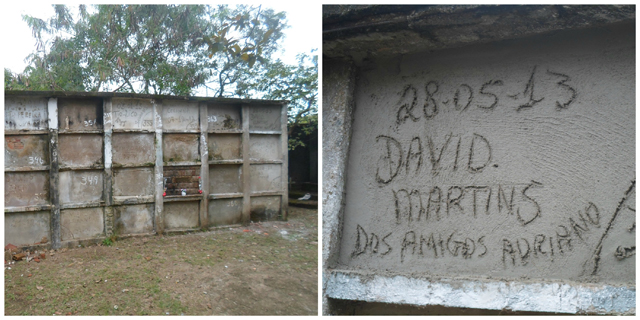 28-05-13
DAVID.
MARTINS
DOS AMIGOS ADRIANO